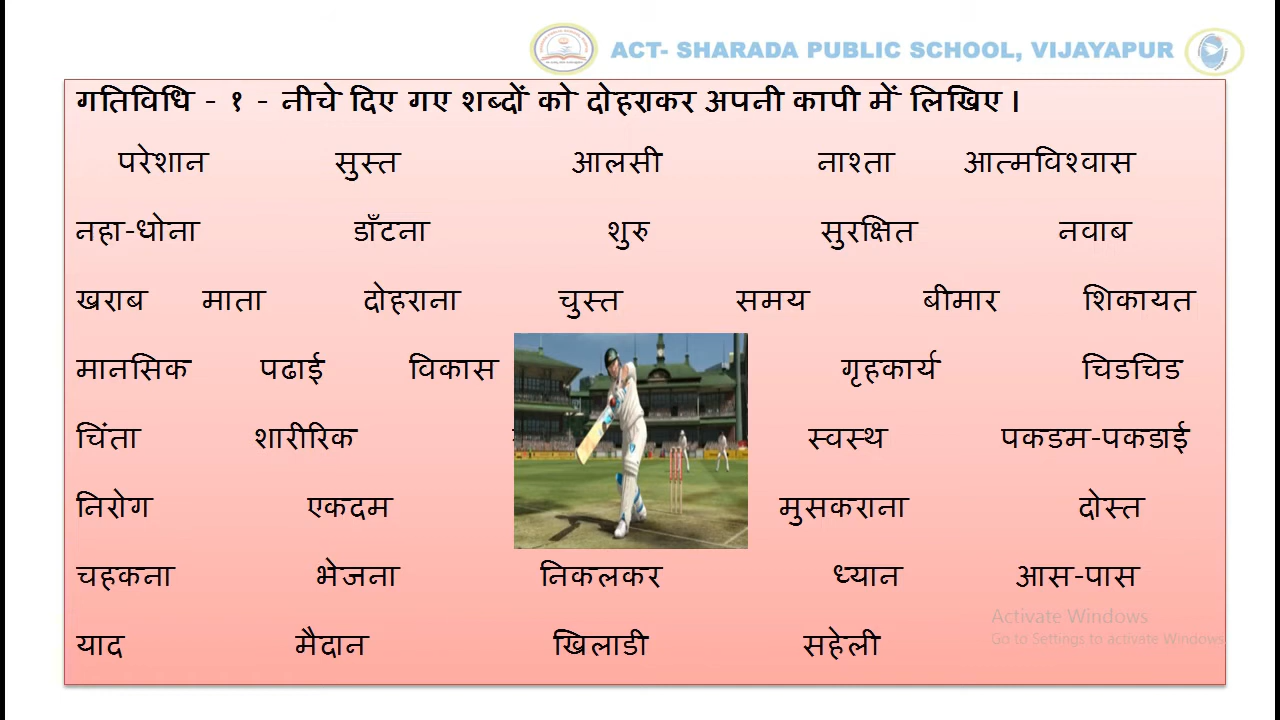 ACT- SHARADA PUBLIC SCHOOL, VIJAYAPUR
गतिविधि - १ - नीचे दिए गए शब्दों को दोहराकर अपनी कापी में लिखिए ।
परेशान सुस्त आलसी नाश्ता आत्मविश्वास
नहा-धोना डाँटना शुरु सुरक्षित नवाब
खराब माता दोहराना चुस्त समय बीमार शिकायत
मानसिक पढाई विकास गृहकार्य चिडचिड
चिंता शारीरिक स्वस्थ पकडम-पकडाई
निरोग एकदम मुसकराना दोस्त
चहकना भेजना निकलकर ध्यान आस-पास
याद मैदान खिलाडी सहेली
Activate Windows
Go to Settings to activate Windows.